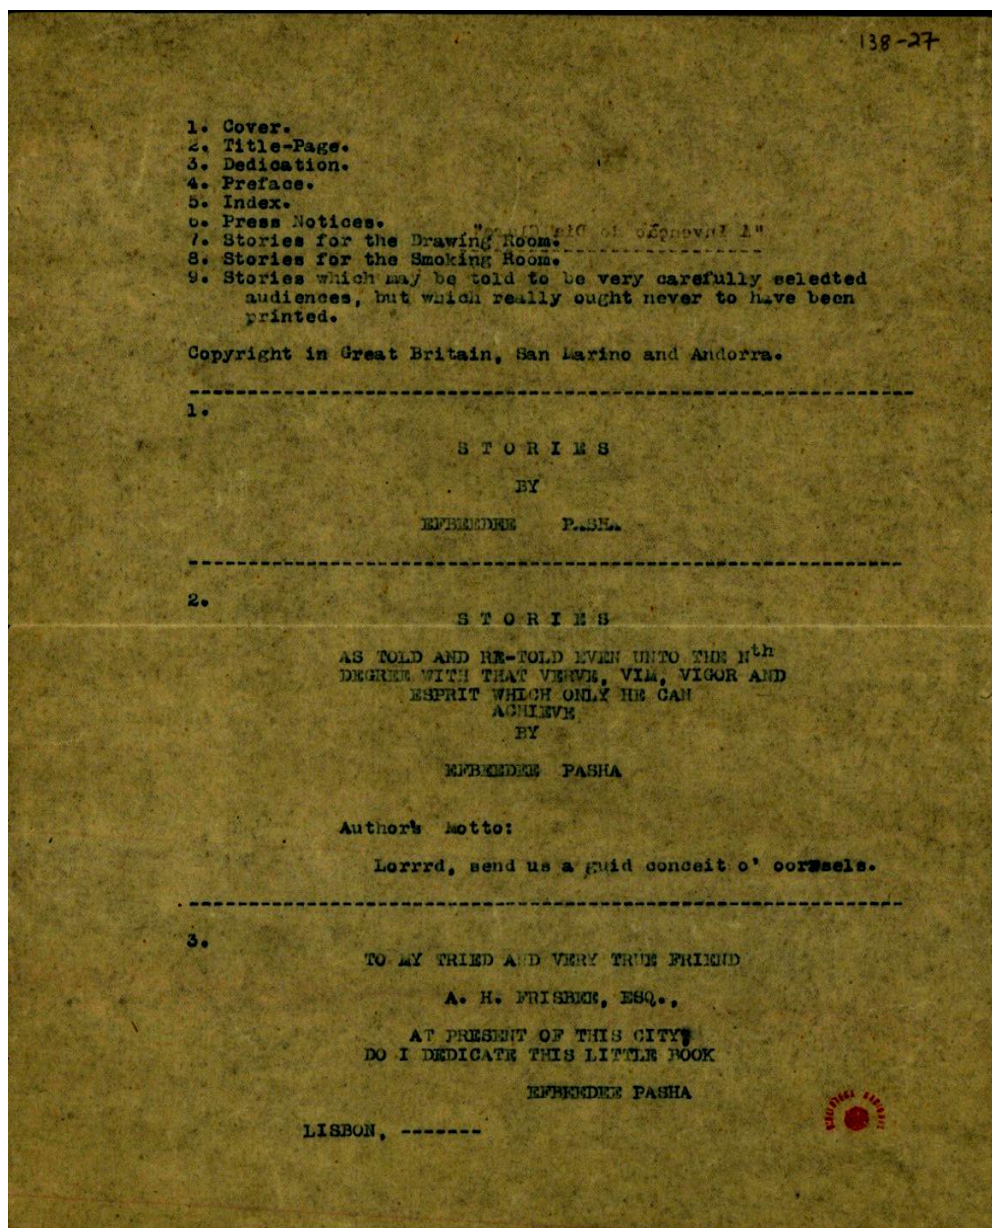 138-27
1. Cover.
2. Title-Page.
3. Dedication.
4. Preface.
5. Index.
6. Press Notices.
7. Stories for the Drawing Room.
8. Stories for the Smoking Room.
9. Stories which may be told to be very carefully seledted
audiences, but which really ought never to have been
printed.
Copyright in Great Britain, San Marino and Andorra.
1.
S T O R I E S
BY
EFBEEDEE PASHA
2.
S T O R I E S
AS TOLD AND RE-TOLD EVEN UNTO THE Nth
DEGREE WITH THAT VERVE, VIM, VIGOR AND
ESPRIT WHICH ONLY HE CAN
ACHIEVE
BY
EFBEEDEE PASHA
Author's Motto:
Lorrrd, send us a guid conceit o' oorsels.
3.
TO MY TRIED AND VERY TRUE FRIEND
A. H. FRISBEE, ESQ.,
AT PRESENT OF THIS CITY,
DO I DEDICATE THIS LITTLE BOOK
EFBEEDEE PASHA
LISBON, -------